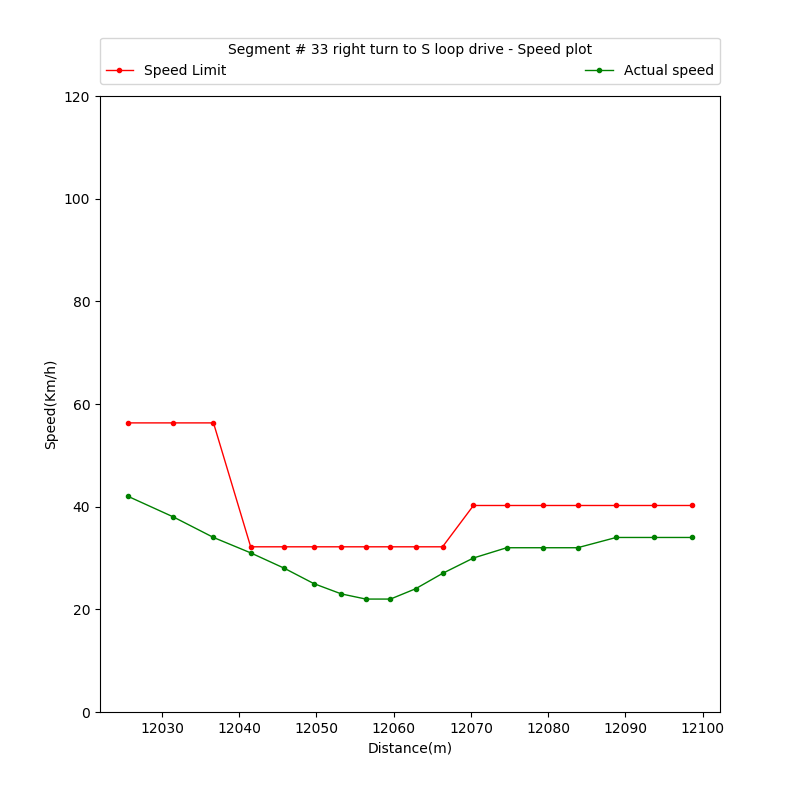 Segment # 33 right turn to S loop drive - Speed plot
Speed Limit
Actual speed
120
100
80
60
40
20
0
Speed(Km/h)
12030 12040 12050 12060 12070 12080 12090 12100
Distance(m)